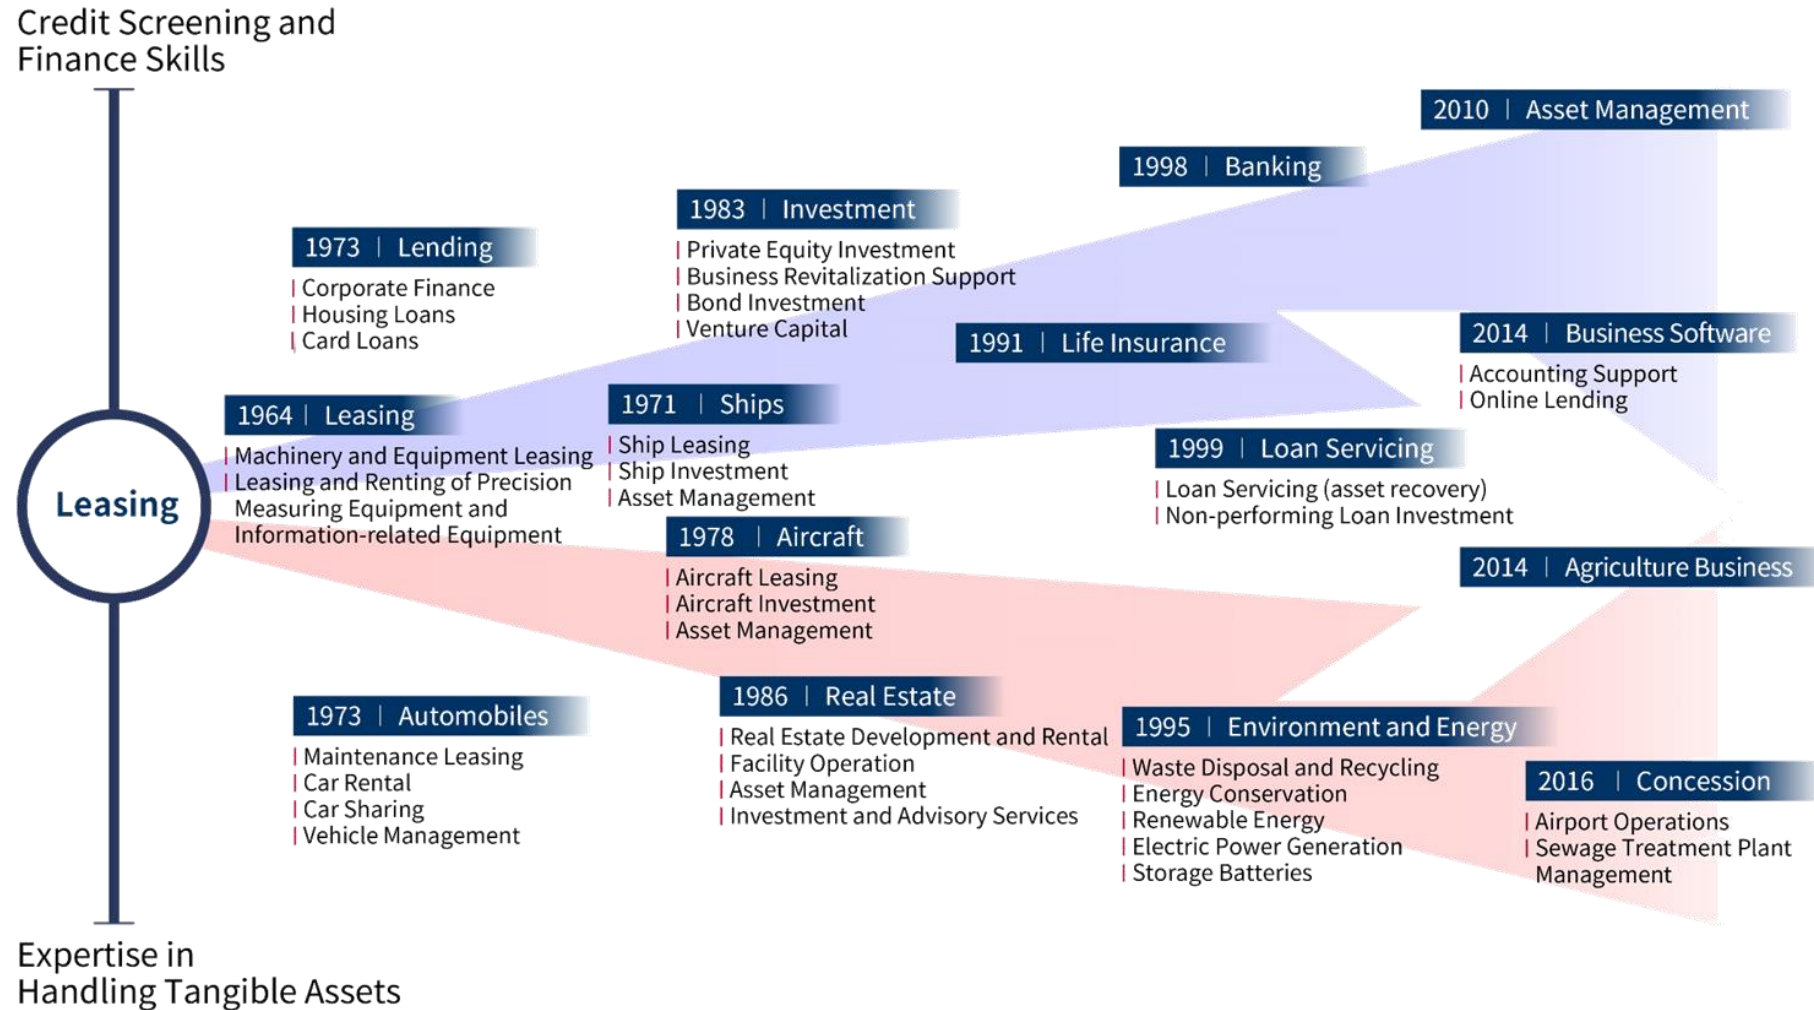 Credit Screening and
Finance Skills
2010 | Asset Management
1998 | Banking
1983 | Investment
Private Equity Investment
Business Revitalization Support
Bond Investment
Venture Capital
1973 | Lending
Corporate Finance
Housing Loans
Card Loans
1991 | Life Insurance
2014 | Business Software
Accounting Support
Online Lending
1964 | Leasing
Machinery and Equipment Leasing
Leasing and Renting of Precision
Measuring Equipment and
Information-related Equipment
1971 | Ships
Ship Leasing
Ship Investment
Asset Management
1999 | Loan Servicing
Loan Servicing (asset recovery)
Non-performing Loan Investment
Leasing
1978 | Aircraft
Aircraft Leasing
Aircraft Investment
Asset Management
2014 | Agriculture Business
1973 | Automobiles
Maintenance Leasing
Car Rental
Car Sharing
Vehicle Management
1986 | Real Estate
Real Estate Development and Rental
Facility Operation
Asset Management
Investment and Advisory Services
1995 | Environment and Energy
Waste Disposal and Recycling
Energy Conservation
Renewable Energy
Electric Power Generation
Storage Batteries
2016 | Concession
Airport Operations
Sewage Treatment Plant
Management
Expertise in
Handling Tangible Assets